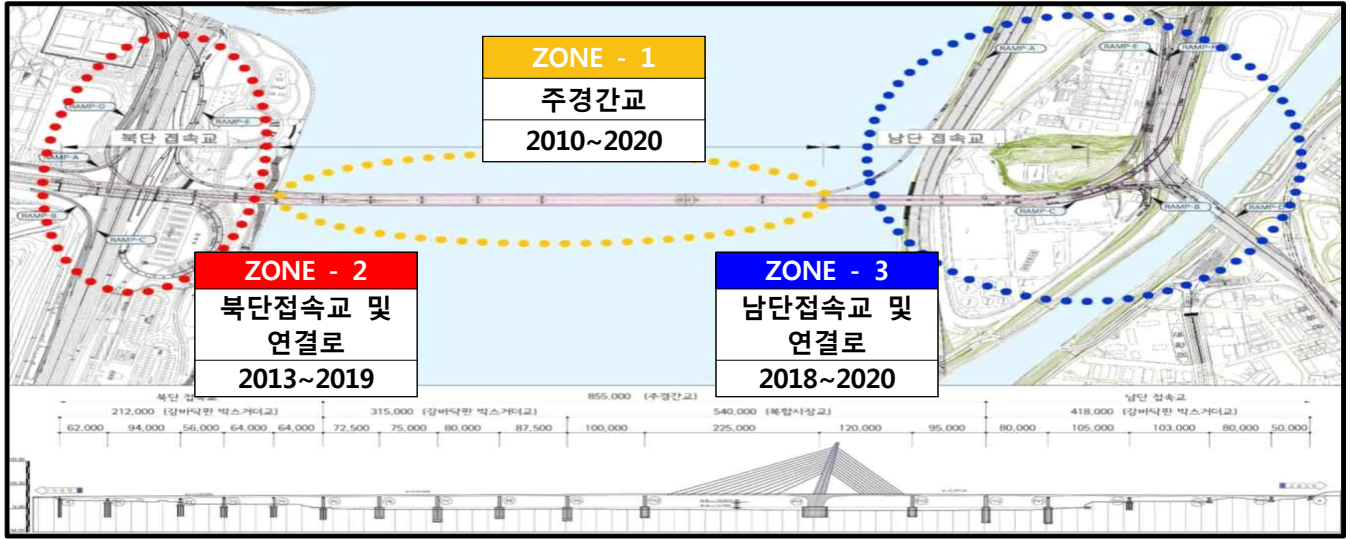 ZONE - 1
주경간교
2010~2020
RAMP-A
RAMP-E
RAMP-D
RAMP-E
북단 접속교
남단 접속교
RAMP-A
RAMP-B
RAMP-C
RAMP-C
RAMP-B
RAMP-D
ZONE - 2
북단접속교 및
연결로
2013~2019
ZONE - 3
남단접속교 및
연결로
2018~2020
855,000 (주경간교)
남단 접속교
212,000 (강바닥판 박스거더교)
315,000 (강바닥판 박스거더교)
540,000 (복합사장교)
418,000 (강바닥판 박스거더교)
62,000 94,000 56,000 64,000 64,000 72,500 75,000 80,000 87,500 100,000 225,000 120,000 95,000 80,000 105,000 103,000 80,000 50,000